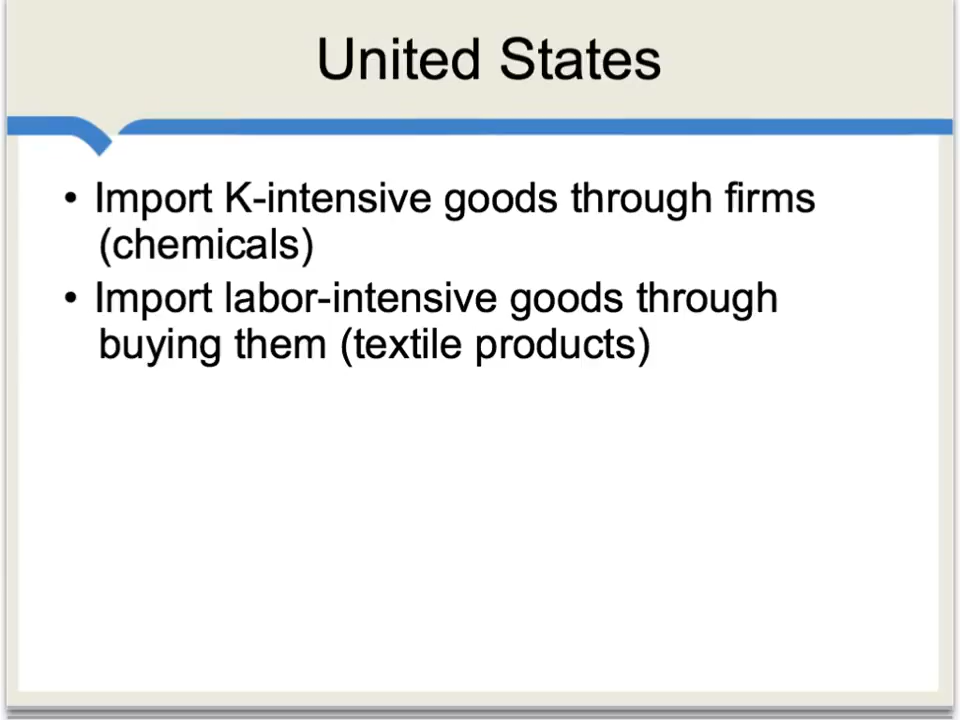 United States
• Import K-intensive goods through firms
(chemicals)
• Import labor-intensive goods through
buying them (textile products)